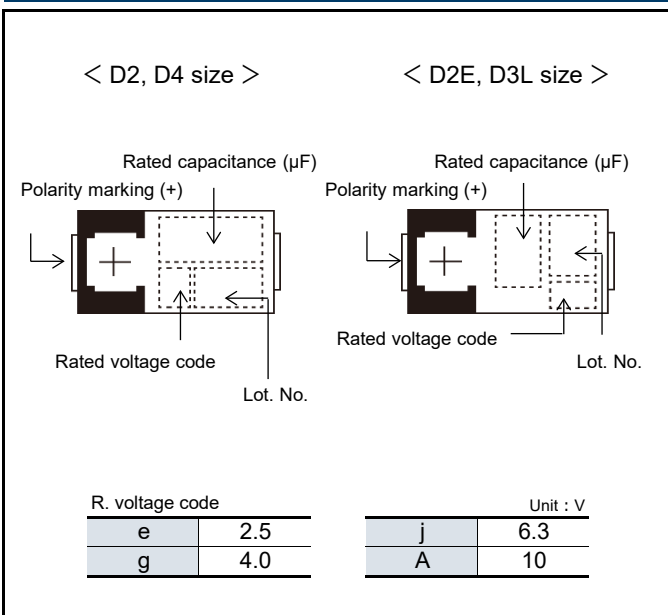 < D2, D4 size >
< D2E, D3L size >
Rated capacitance (µF)
Polarity marking (+)
Rated voltage code
Lot. No.
Rated capacitance (µF)
Polarity marking (+)
Rated voltage code
Lot. No.
R. voltage code
Unit : V
e 2.5 j 6.3
g 4.0 A 10